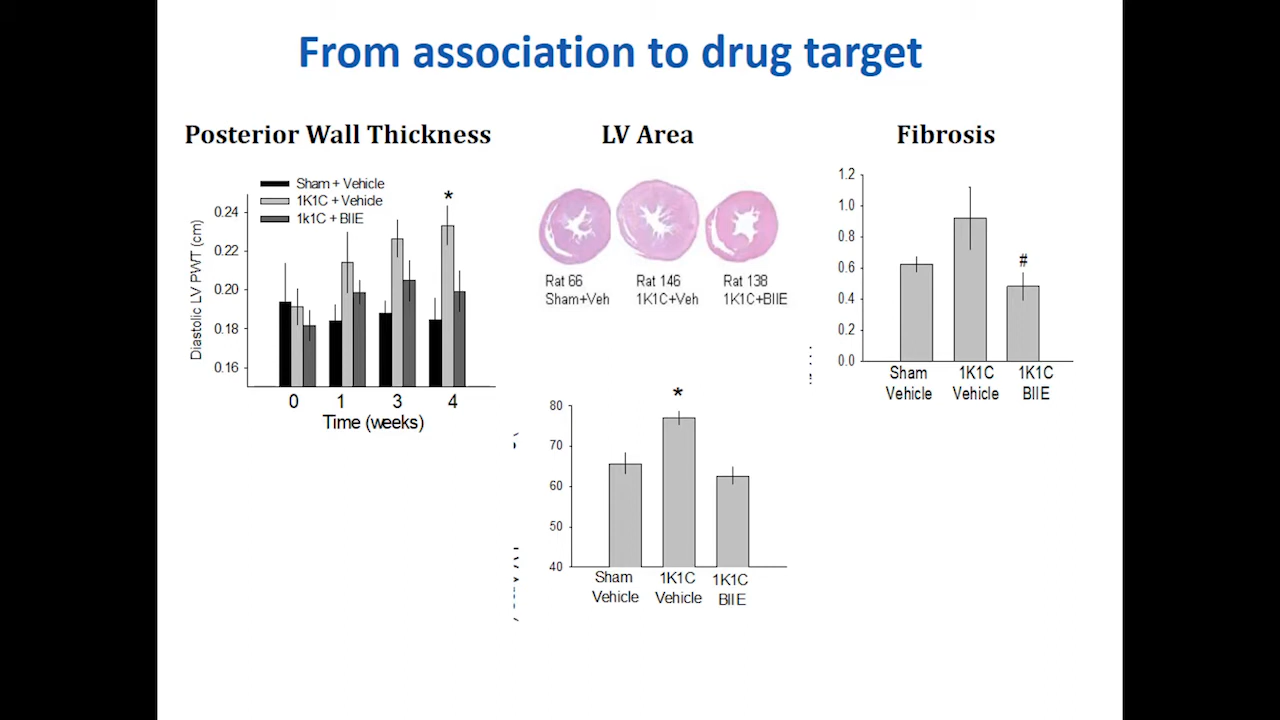 From association to drug target
Posterior Wall Thickness
Sham + Vehicle
1K1C + Vehicle
1k1C + BIIE
*
Diastolic LV PWT (cm)
0.24
0.22
0.20
0.18
0.16
0 1 3 4
Time (weeks)
LV Area
Rat 66
Sham+Veh
Rat 146
1K1C+Veh
Rat 138
1K1C+BIIE
*
80
70
60
50
40
Sham
Vehicle
1K1C
Vehicle
1K1C
BIIE
Fibrosis
1.2
1.0
0.8
0.6
0.4
0.2
0.0
#
Sham
Vehicle
1K1C
Vehicle
1K1C
BIIE